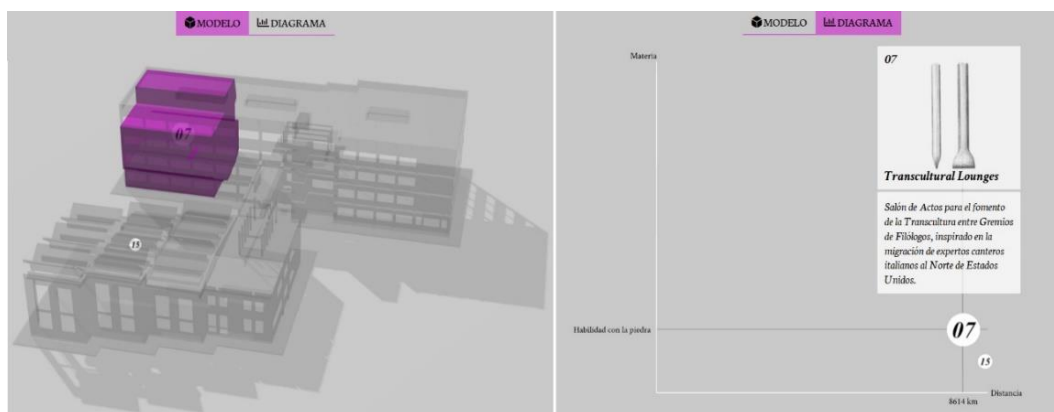 MODELO DIAGRAMA
07
15
MODELO DIAGRAMA
Materia
07
Transcultural Lounges
Salón de Actos para el fomento
de la Transcultura entre Gremios
de Filólogos, inspirado en la
migración de expertos canteros
italianos al Norte de Estados
Unidos.
Habilidad con la piedra
07
15
Distancia
8614 km